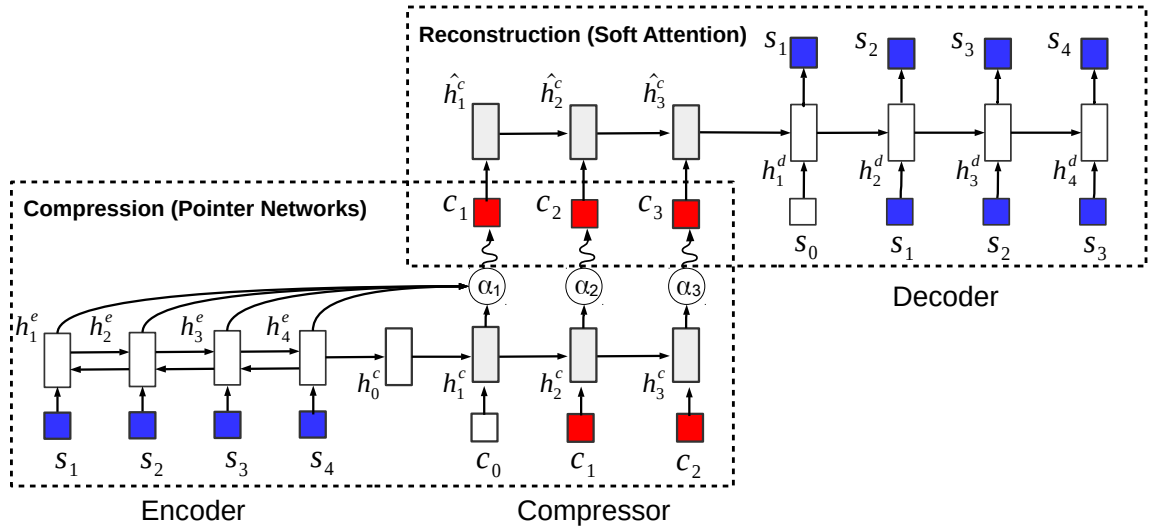 Reconstruction (Soft Attention)
s₁ s₂ s₃ s₄
ĥ₁ᶜ ĥ₂ᶜ ĥ₃ᶜ
h₁ᵈ h₂ᵈ h₃ᵈ h₄ᵈ
Compression (Pointer Networks)
c₁ c₂ c₃
s₀ s₁ s₂ s₃
Decoder
α₁ α₂ α₃
h₁ᵉ h₂ᵉ h₃ᵉ h₄ᵉ
h₀ᶜ h₁ᶜ h₂ᶜ h₃ᶜ
s₁ s₂ s₃ s₄ c₀ c₁ c₂
Encoder Compressor